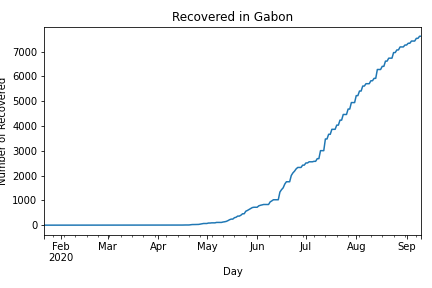 Recovered in Gabon
Number of Recovered
7000
6000
5000
4000
3000
2000
1000
0
Feb Mar Apr May Jun Jul Aug Sep
2020
Day